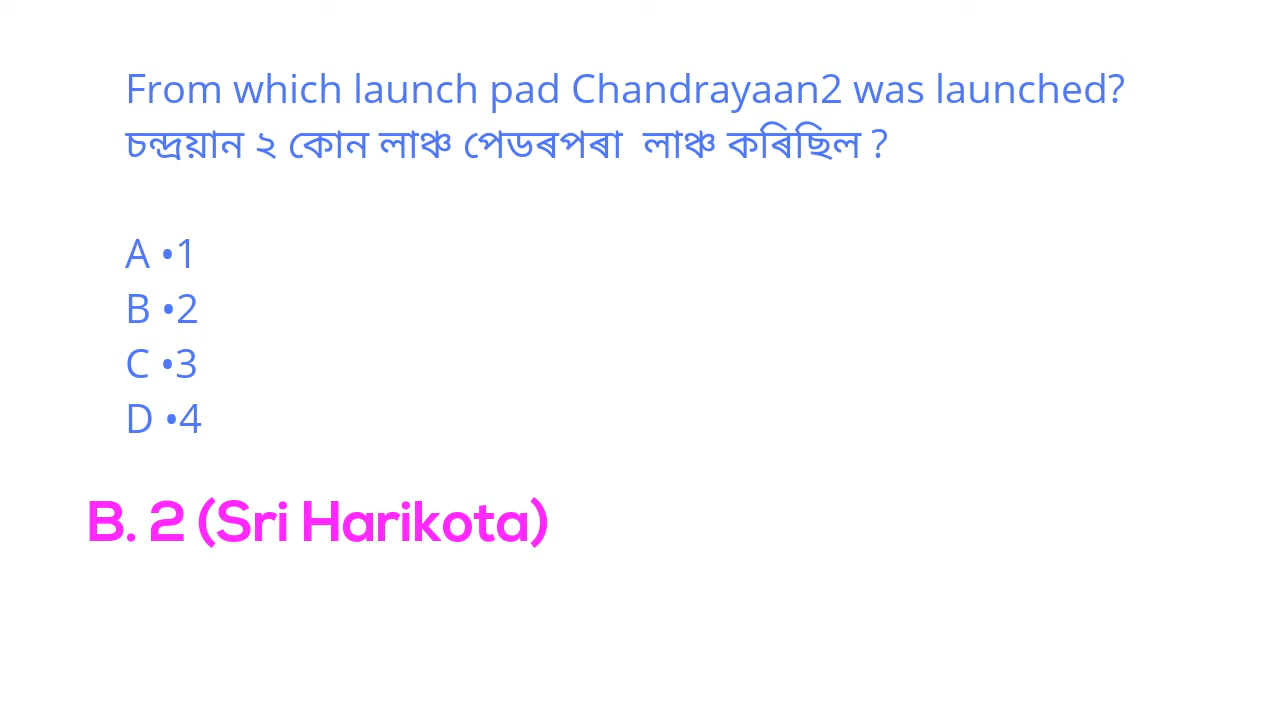 From which launch pad Chandrayaan2 was launched?
চন্দ্ৰয়ান ২ কোন লাঞ্চ পেডৰপৰা লাঞ্চ কৰিছিল ?
A •1
B •2
C •3
D •4
B. 2 (Sri Harikota)